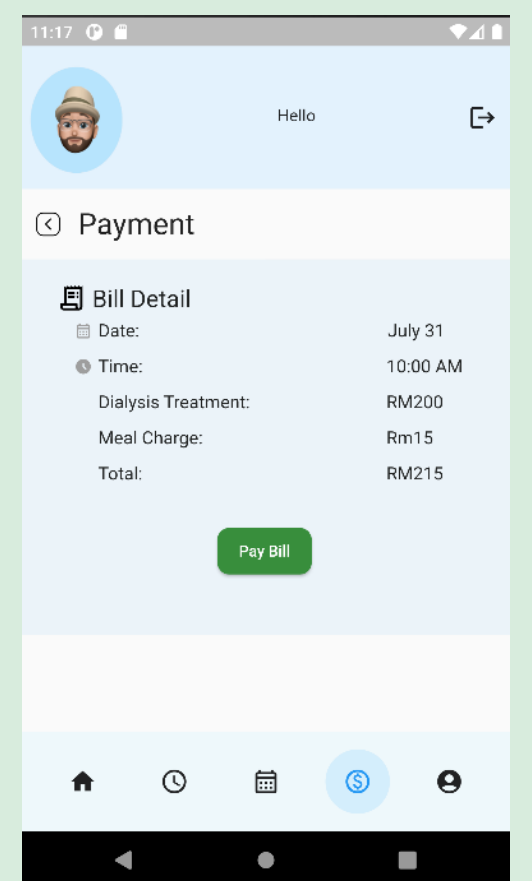 11:17
Hello
Payment
Bill Detail
Date: July 31
Time: 10:00 AM
Dialysis Treatment: RM200
Meal Charge: Rm15
Total: RM215
Pay Bill